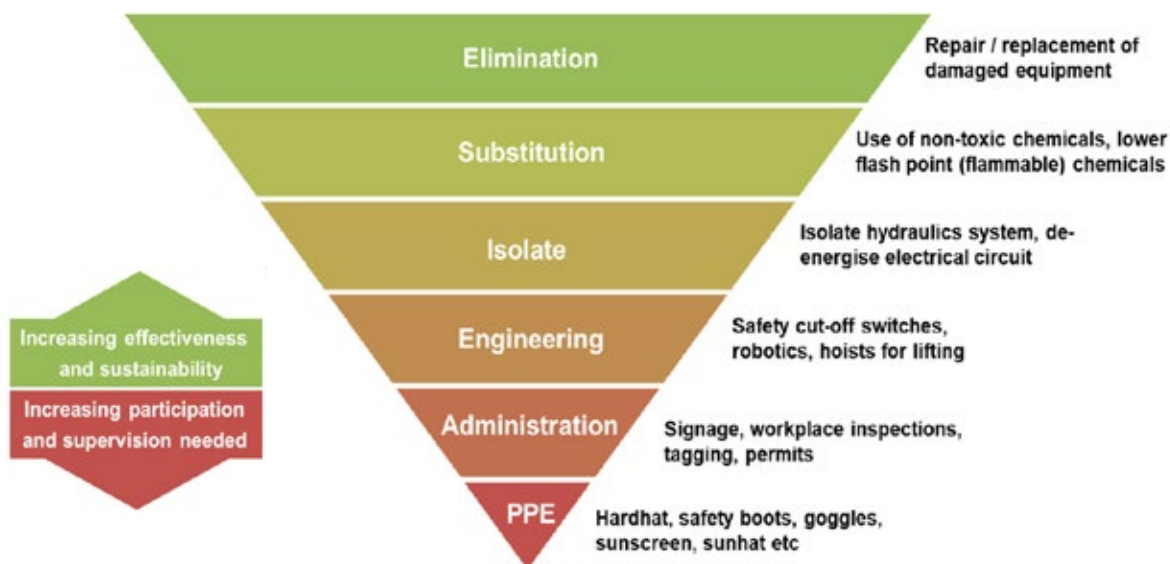 Elimination
Repair / replacement of
damaged equipment
Substitution
Use of non-toxic chemicals, lower
flash point (flammable) chemicals
Isolate
Isolate hydraulics system, de-
energise electrical circuit
Engineering
Safety cut-off switches,
robotics, hoists for lifting
Administration
Signage, workplace inspections,
tagging, permits
PPE
Hardhat, safety boots, goggles,
sunscreen, sunhat etc
Increasing effectiveness
and sustainability
Increasing participation
and supervision needed